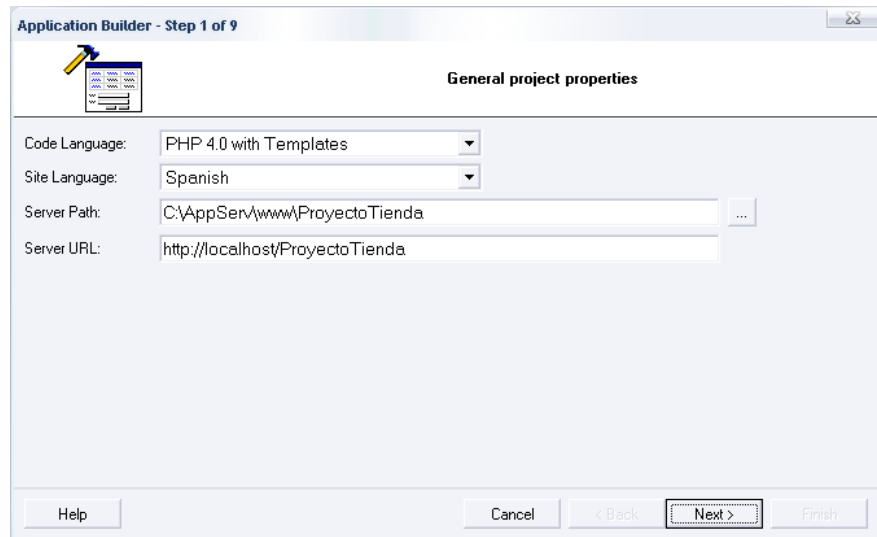 Application Builder - Step 1 of 9
General project properties
Code Language: PHP 4.0 with Templates
Site Language: Spanish
Server Path: C:\AppServ\www\ProyectoTienda ...
Server URL: http://localhost/ProyectoTienda
Help Cancel < Back Next > Finish